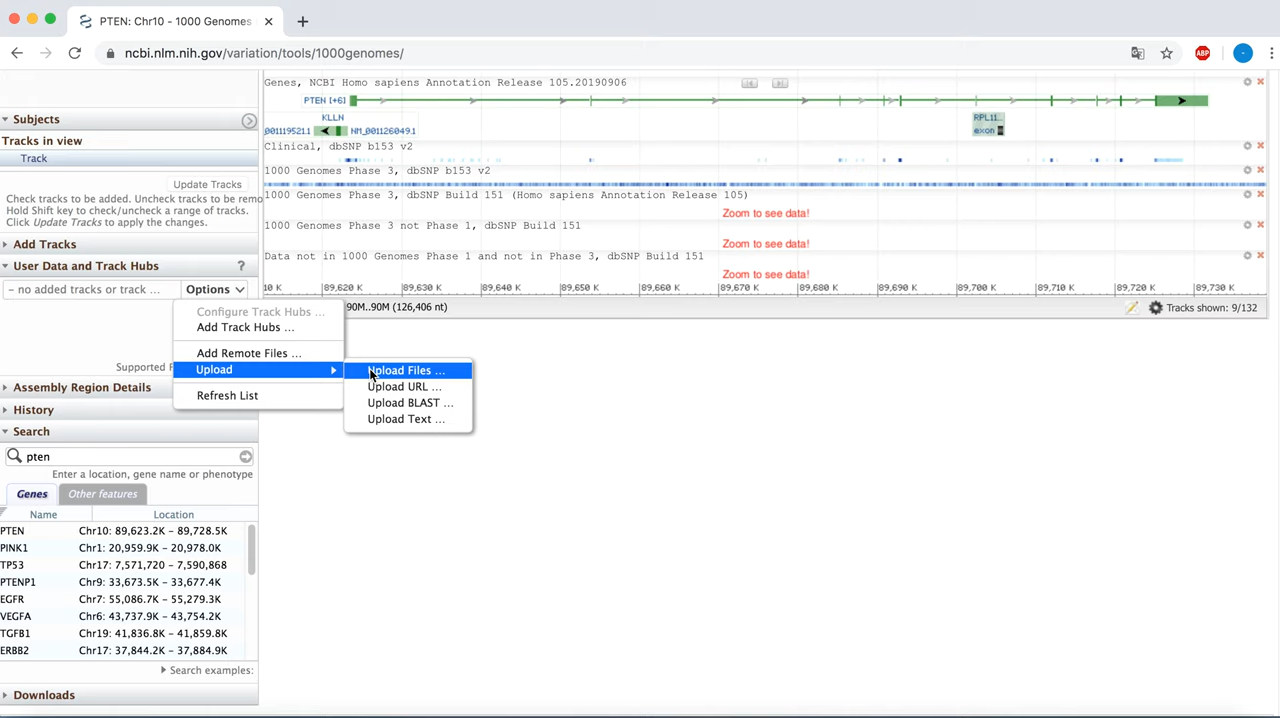 PTEN: Chr10 - 1000 Genomes
ncbi.nlm.nih.gov/variation/tools/1000genomes/
ABP
Subjects
Tracks in view
Track
Update Tracks
Check tracks to be added. Uncheck tracks to be remo
Hold Shift key to check/uncheck a range of tracks.
Click Update Tracks to apply the changes.
Add Tracks
User Data and Track Hubs ?
– no added tracks or track ... Options
Configure Track Hubs ...
Add Track Hubs ...
Add Remote Files ...
Upload
Refresh List
Upload Files ...
Upload URL ...
Upload BLAST ...
Upload Text ...
Supported F
Assembly Region Details
History
Search
pten
Enter a location, gene name or phenotype
Genes Other features
Name Location
PTEN Chr10: 89,623.2K – 89,728.5K
PINK1 Chr1: 20,959.9K – 20,978.0K
TP53 Chr17: 7,571,720 – 7,590,868
PTENP1 Chr9: 33,673.5K – 33,677.4K
EGFR Chr7: 55,086.7K – 55,279.3K
VEGFA Chr6: 43,737.9K – 43,754.2K
TGFB1 Chr19: 41,836.8K – 41,859.8K
ERBB2 Chr17: 37,844.2K – 37,884.9K
Search examples:
Downloads
Genes, NCBI Homo sapiens Annotation Release 105.20190906
PTEN [+6]
KLLN
RPL11...
_001119521.1 NM_001126049.1
exon
Clinical, dbSNP b153 v2
1000 Genomes Phase 3, dbSNP b153 v2
1000 Genomes Phase 3, dbSNP Build 151 (Homo sapiens Annotation Release 105)
Zoom to see data!
1000 Genomes Phase 3 not Phase 1, dbSNP Build 151
Zoom to see data!
Data not in 1000 Genomes Phase 1 and not in Phase 3, dbSNP Build 151
Zoom to see data!
10 K 89,620 K 89,630 K 89,640 K 89,650 K 89,660 K 89,670 K 89,680 K 89,690 K 89,700 K 89,710 K 89,720 K 89,730 K
90M..90M (126,406 nt) Tracks shown: 9/132